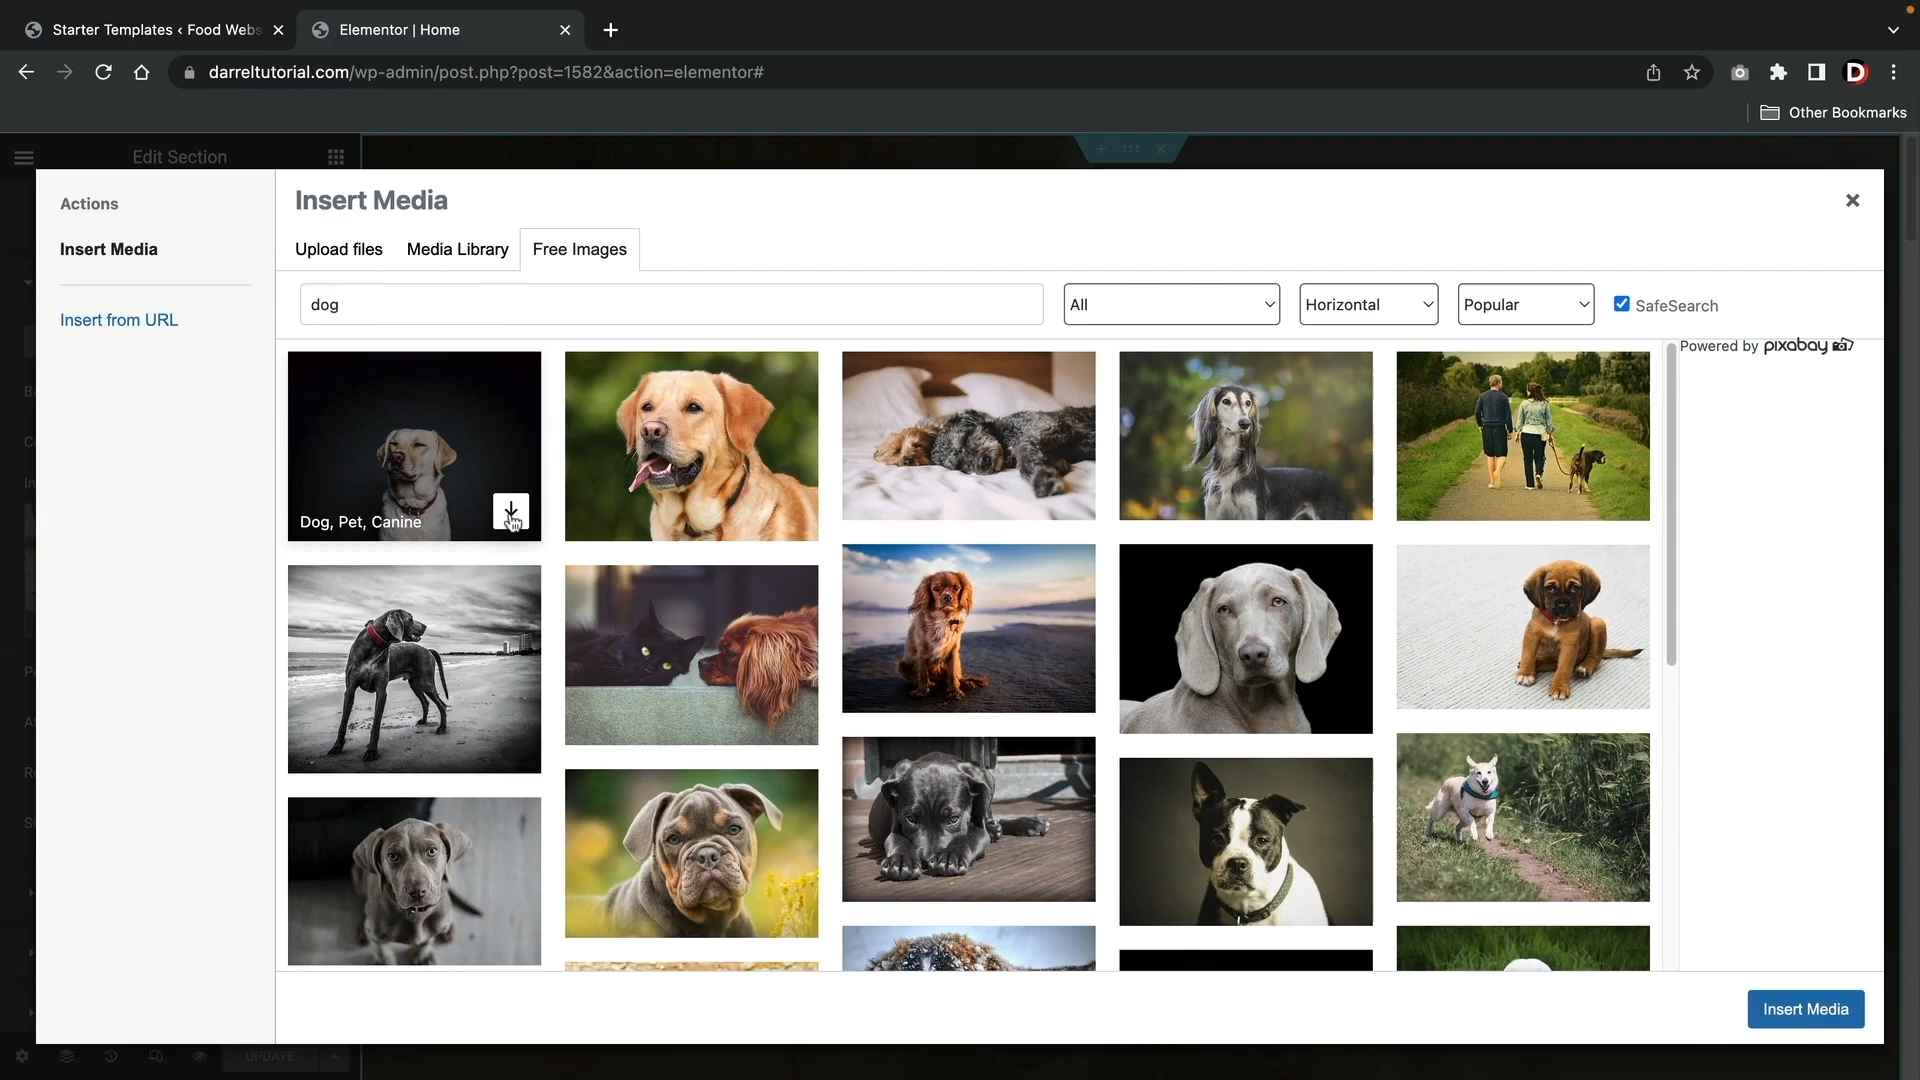 Starter Templates ‹ Food Webs
Elementor | Home
darreltutorial.com/wp-admin/post.php?post=1582&action=elementor#
D
Other Bookmarks
Edit Section
Actions
Insert Media
Insert from URL
Insert Media
Upload files Media Library Free Images
dog All Horizontal Popular SafeSearch
Powered by pixabay
Dog, Pet, Canine
Insert Media
UPDATE